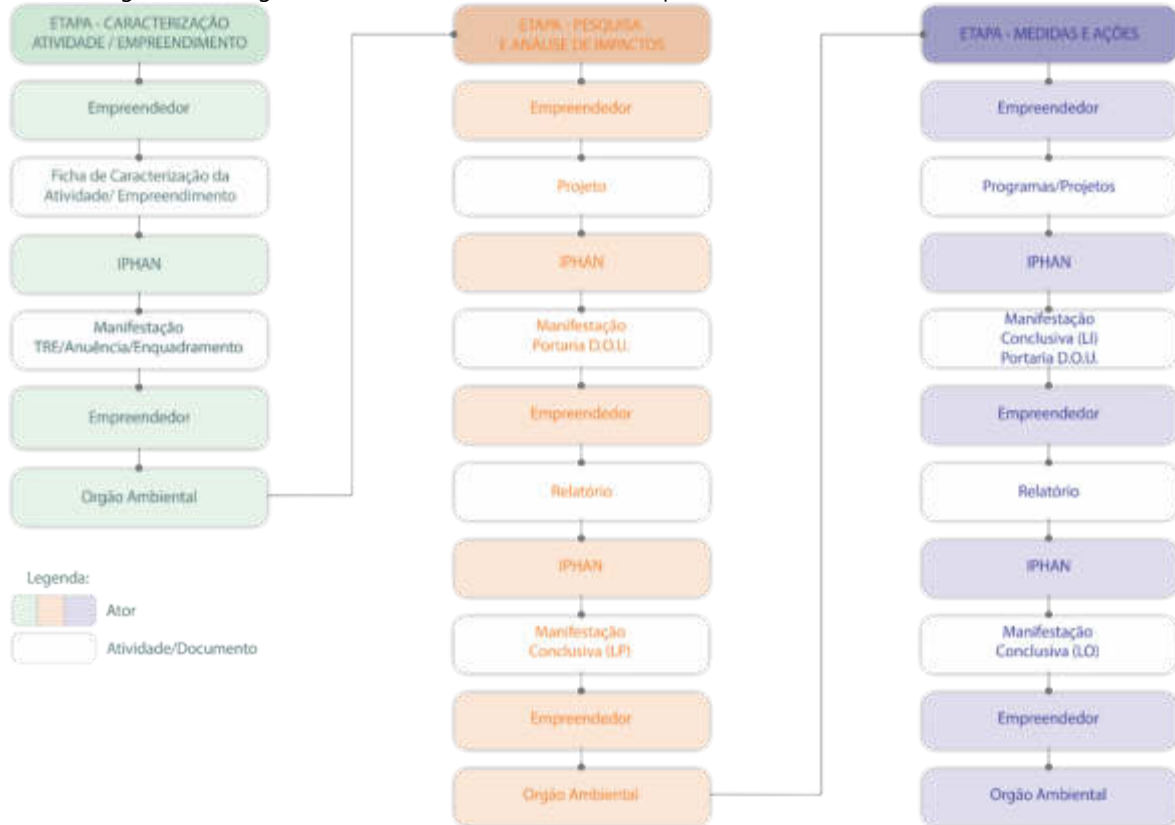 ETAPA - CARACTERIZAÇÃO
ATIVIDADE / EMPREENDIMENTO
Empreendedor
Ficha de Caracterização da
Atividade/ Empreendimento
IPHAN
Manifestação
TRE/Anuência/Enquadramento
Empreendedor
Orgão Ambiental
Legenda:
Ator
Atividade/Documento
ETAPA - PESQUISA
E ANÁLISE DE IMPACTOS
Empreendedor
Projeto
IPHAN
Manifestação
Portaria D.O.U.
Empreendedor
Relatório
IPHAN
Manifestação
Conclusiva (LP)
Empreendedor
Orgão Ambiental
ETAPA - MEDIDAS E AÇÕES
Empreendedor
Programas/Projetos
IPHAN
Manifestação
Conclusiva (LI)
Portaria D.O.U.
Empreendedor
Relatório
IPHAN
Manifestação
Conclusiva (LO)
Empreendedor
Orgão Ambiental